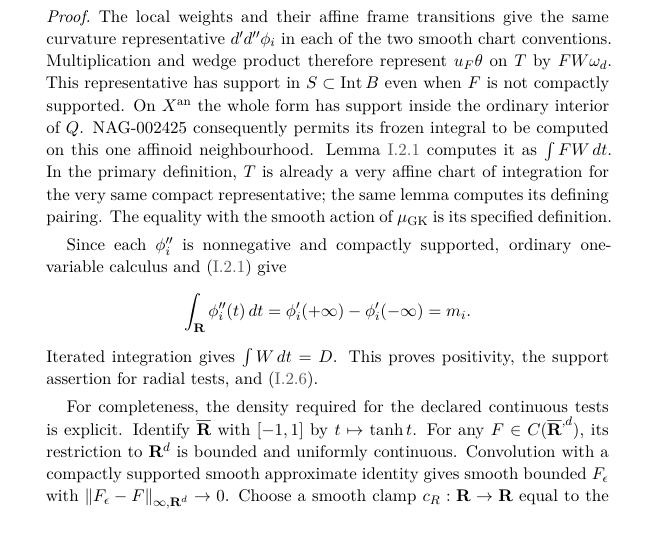 Proof. The local weights and their affine frame transitions give the same
curvature representative d′d″ϕᵢ in each of the two smooth chart conventions.
Multiplication and wedge product therefore represent u_Fθ on T by FWω_d.
This representative has support in S ⊂ Int B even when F is not compactly
supported. On X^an the whole form has support inside the ordinary interior
of Q. NAG-002425 consequently permits its frozen integral to be computed
on this one affinoid neighbourhood. Lemma I.2.1 computes it as ∫ FW dt.
In the primary definition, T is already a very affine chart of integration for
the very same compact representative; the same lemma computes its defining
pairing. The equality with the smooth action of μ_GK is its specified definition.
Since each ϕᵢ″ is nonnegative and compactly supported, ordinary one-
variable calculus and (I.2.1) give
∫_R ϕᵢ″(t) dt = ϕᵢ′(+∞) − ϕᵢ′(−∞) = mᵢ.
Iterated integration gives ∫ W dt = D. This proves positivity, the support
assertion for radial tests, and (I.2.6).
For completeness, the density required for the declared continuous tests
is explicit. Identify R̅ with [−1, 1] by t ↦ tanh t. For any F ∈ C(R̅^{,d}), its
restriction to R^d is bounded and uniformly continuous. Convolution with a
compactly supported smooth approximate identity gives smooth bounded F_ϵ
with ‖F_ϵ − F‖_{∞,R^d} → 0. Choose a smooth clamp c_R : R → R equal to the